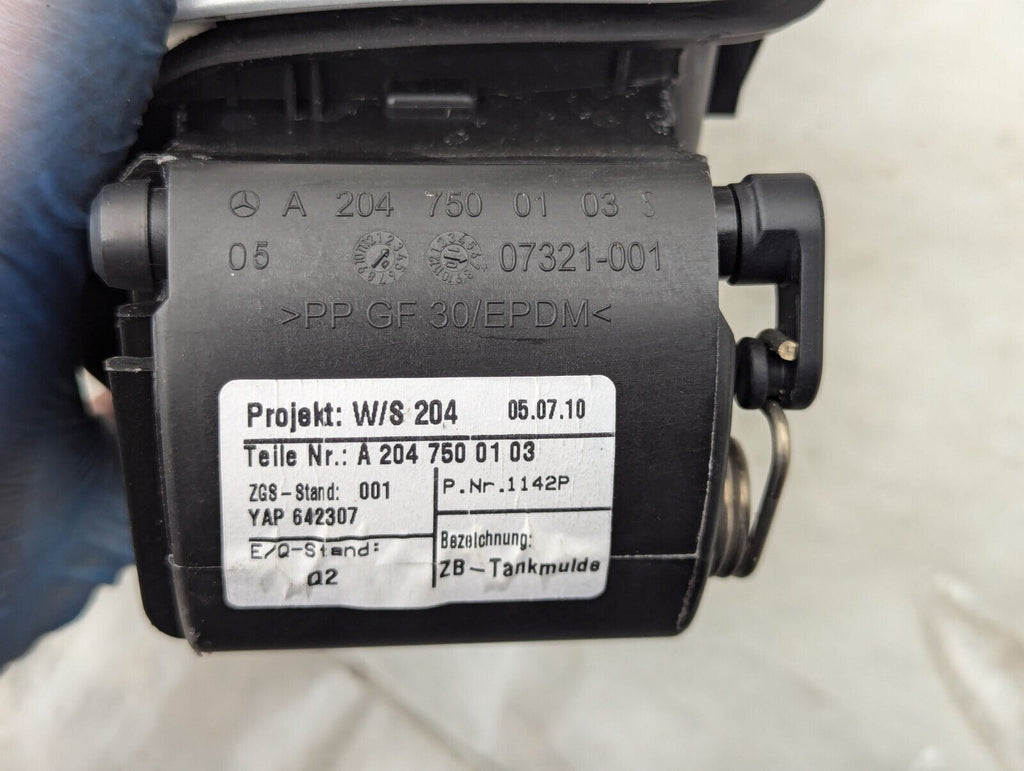 A 204 750 01 03
05 07321-001
>PP GF 30/EPDM<
Projekt: W/S 204 05.07.10
Teile Nr.: A 204 750 01 03
ZGS-Stand: 001
YAP 642307
P.Nr.1142P
E/Q-Stand:
Q2
Bezeichnung:
ZB-Tankmulde